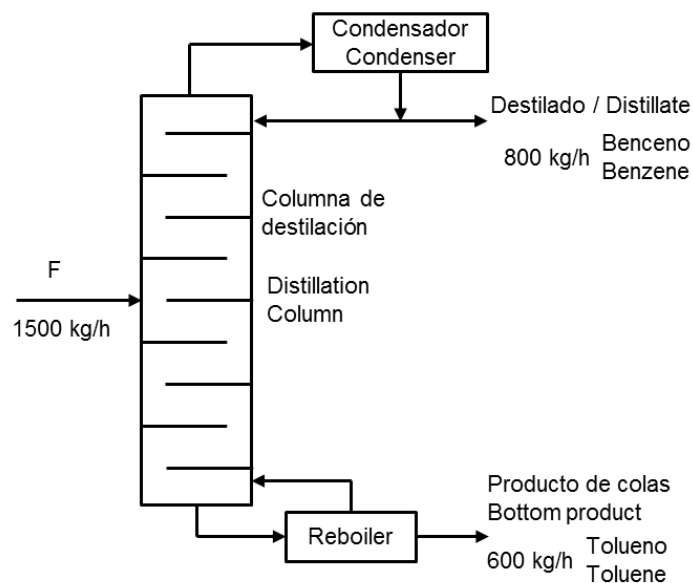 Condensador
Condenser
Destilado / Distillate
800 kg/h
Benceno
Benzene
Columna de
destilación
Distillation
Column
F
1500 kg/h
Producto de colas
Bottom product
Reboiler
600 kg/h
Tolueno
Toluene